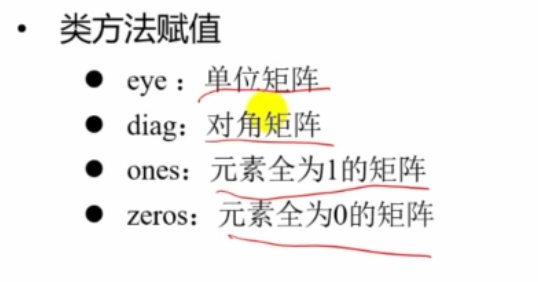 • 类方法赋值
● eye：单位矩阵
● diag：对角矩阵
● ones：元素全为1的矩阵
● zeros：元素全为0的矩阵